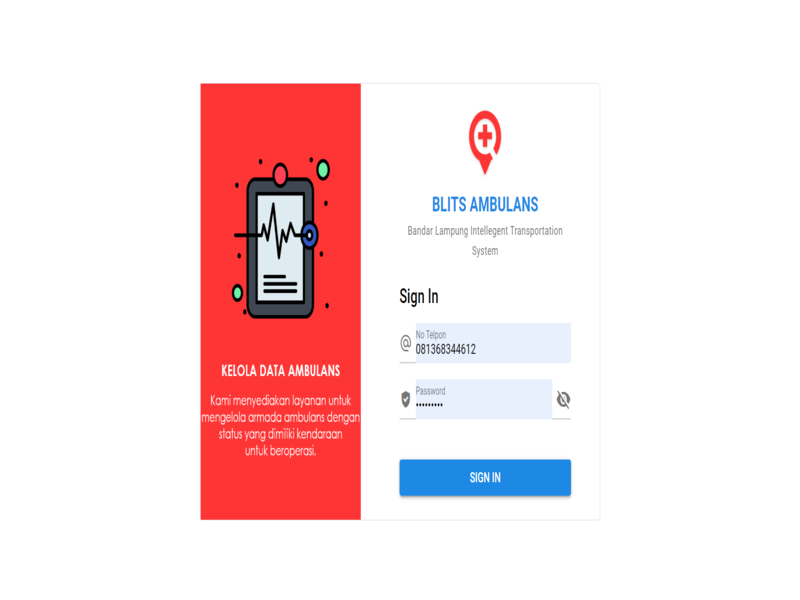 KELOLA DATA AMBULANS
Kami menyediakan layanan untuk
mengelola armada ambulans dengan
status yang dimiliki kendaraan
untuk beroperasi.
BLITS AMBULANS
Bandar Lampung Intellegent Transportation
System
Sign In
No Telpon
081368344612
Password
•••••••••
SIGN IN